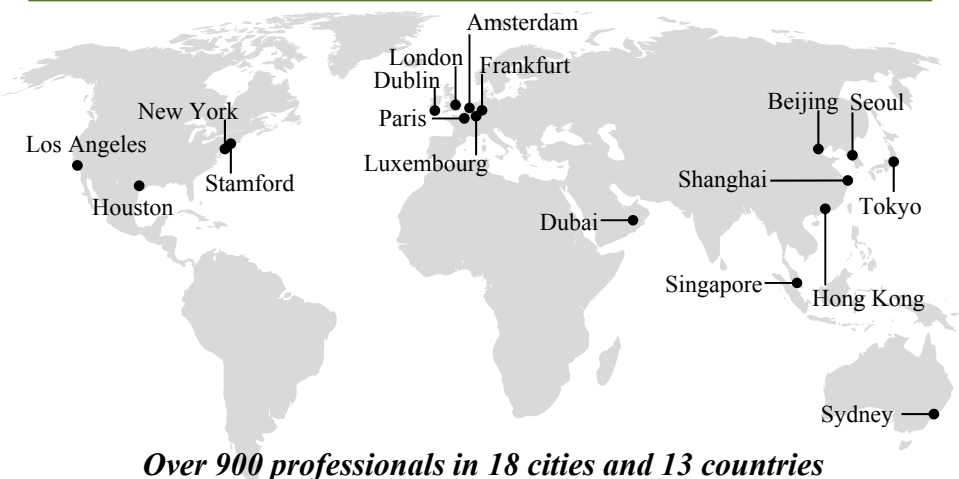 Amsterdam
London
Frankfurt
Dublin
Paris
Luxembourg
New York
Los Angeles
Stamford
Houston
Beijing
Seoul
Shanghai
Tokyo
Dubai
Singapore
Hong Kong
Sydney
Over 900 professionals in 18 cities and 13 countries